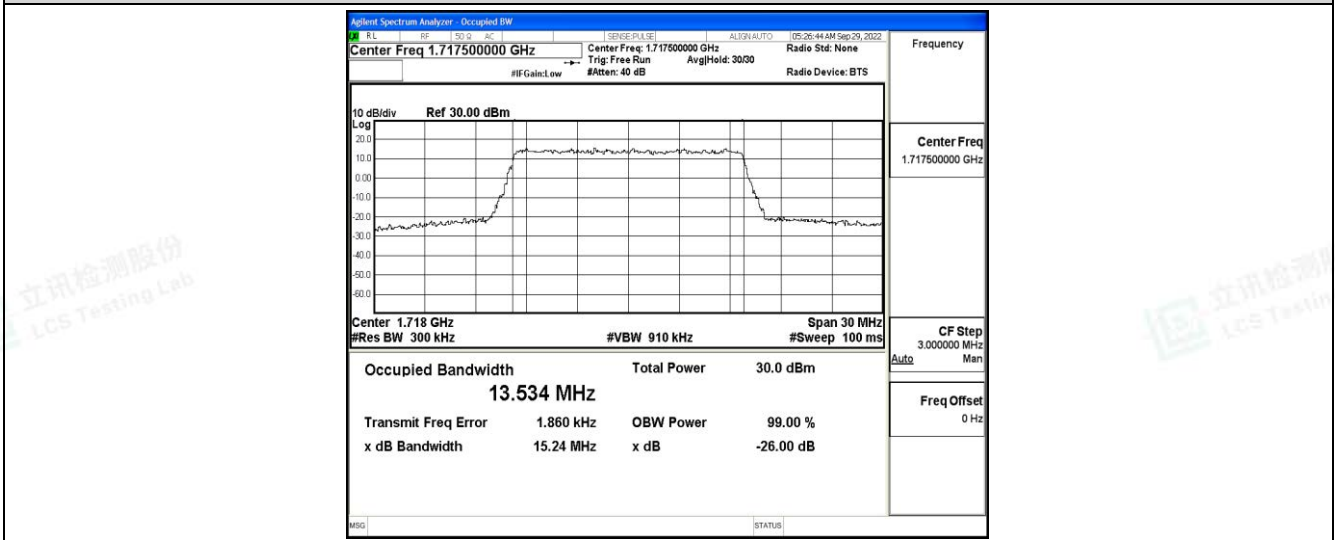 Agilent Spectrum Analyzer - Occupied BW
RL RF 50 Ω AC SENSE:PULSE ALIGN AUTO 05:26:44 AM Sep 29, 2022
Center Freq 1.717500000 GHz
Center Freq: 1.717500000 GHz
Radio Std: None
Trig: Free Run Avg|Hold: 30/30
#IFGain:Low #Atten: 40 dB Radio Device: BTS
Frequency
10 dB/div Ref 30.00 dBm
Log
20.0
10.0
0.00
-10.0
-20.0
-30.0
-40.0
-50.0
-60.0
Center Freq
1.717500000 GHz
Center 1.718 GHz Span 30 MHz
#Res BW 300 kHz #VBW 910 kHz #Sweep 100 ms
CF Step
3.000000 MHz
Auto Man
Freq Offset
0 Hz
Occupied Bandwidth Total Power 30.0 dBm
13.534 MHz
Transmit Freq Error 1.860 kHz OBW Power 99.00 %
x dB Bandwidth 15.24 MHz x dB -26.00 dB
MSG STATUS
立讯检测股份
LCS Testing Lab
立讯检测
LCS Testin